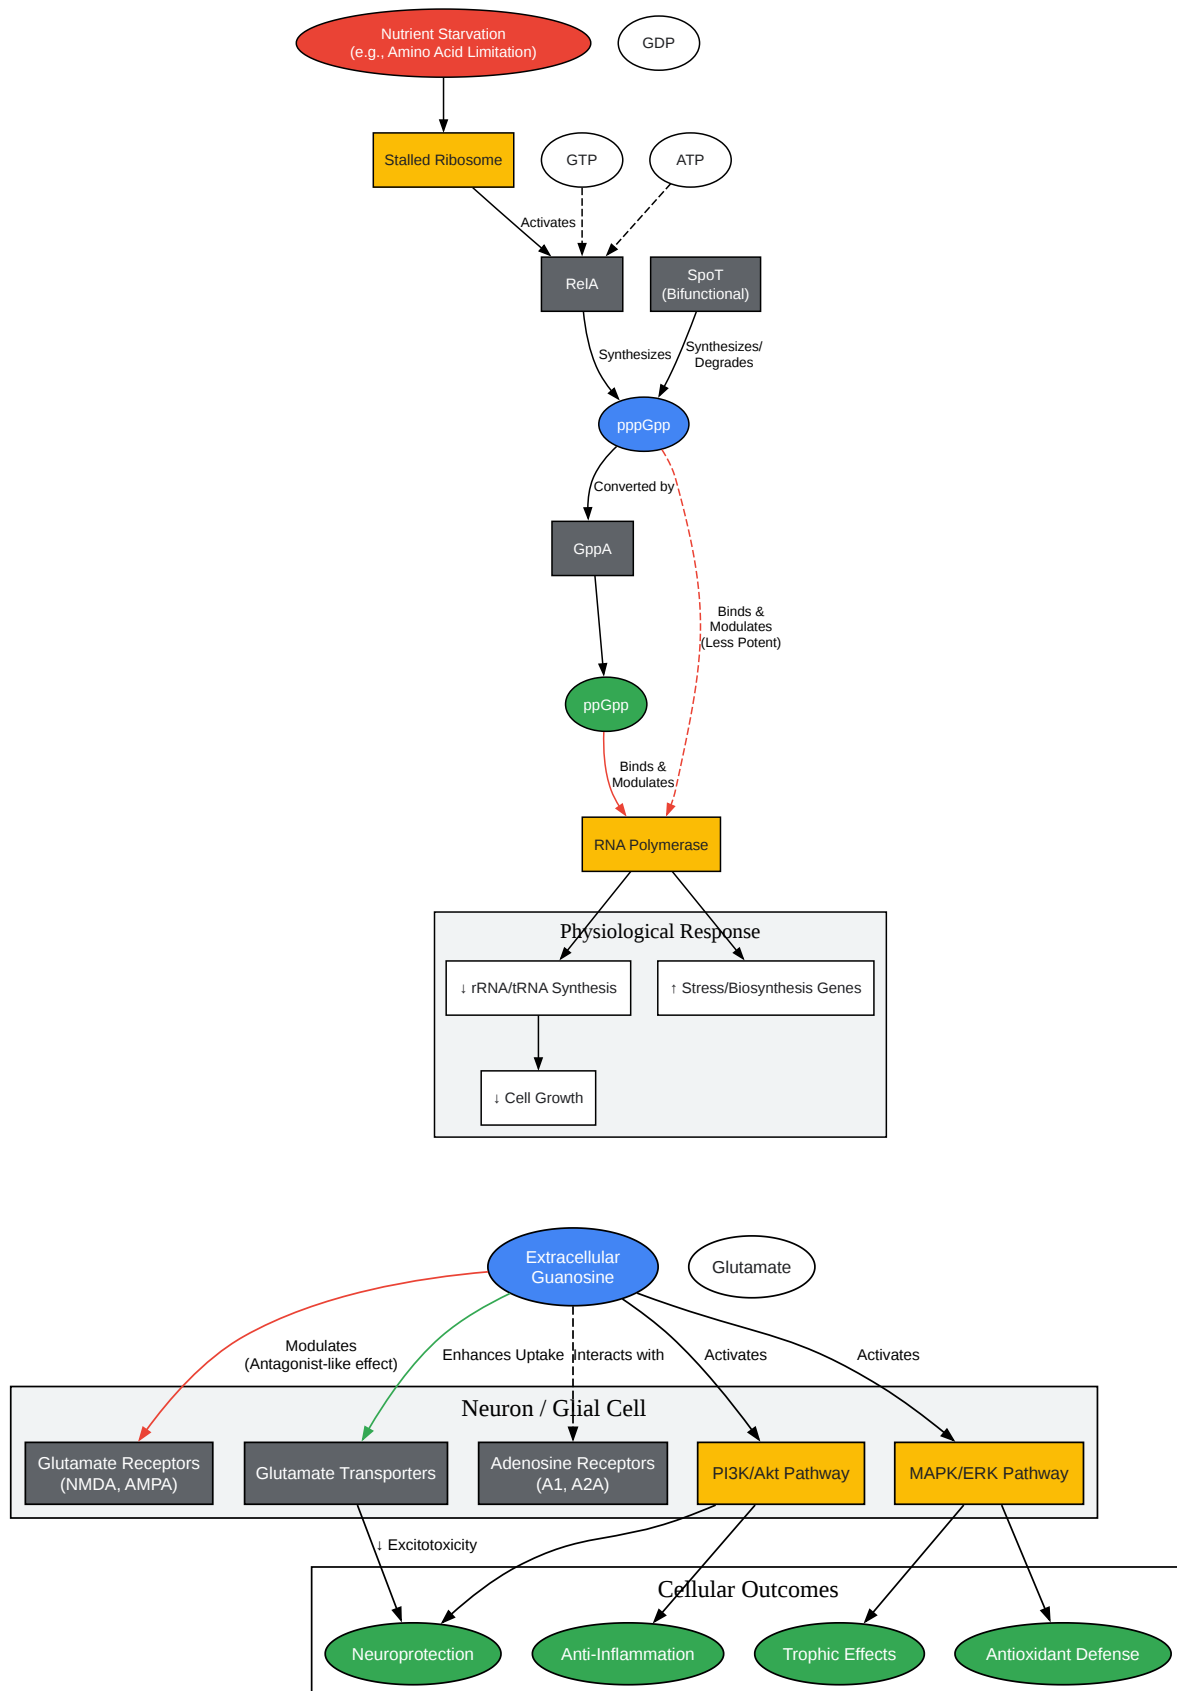 Nutrient Starvation
(e.g., Amino Acid Limitation)
GDP
Stalled Ribosome
GTP
ATP
Activates
RelA
SpoT
(Bifunctional)
Synthesizes
Synthesizes/
Degrades
pppGpp
Converted by
GppA
Binds &
Modulates
(Less Potent)
ppGpp
Binds &
Modulates
RNA Polymerase
Physiological Response
↓ rRNA/tRNA Synthesis
↑ Stress/Biosynthesis Genes
↓ Cell Growth
Extracellular
Guanosine
Glutamate
Modulates
(Antagonist-like effect)
Enhances Uptake
Interacts with
Activates
Activates
Neuron / Glial Cell
Glutamate Receptors
(NMDA, AMPA)
Glutamate Transporters
Adenosine Receptors
(A1, A2A)
PI3K/Akt Pathway
MAPK/ERK Pathway
↓ Excitotoxicity
Cellular Outcomes
Neuroprotection
Anti-Inflammation
Trophic Effects
Antioxidant Defense